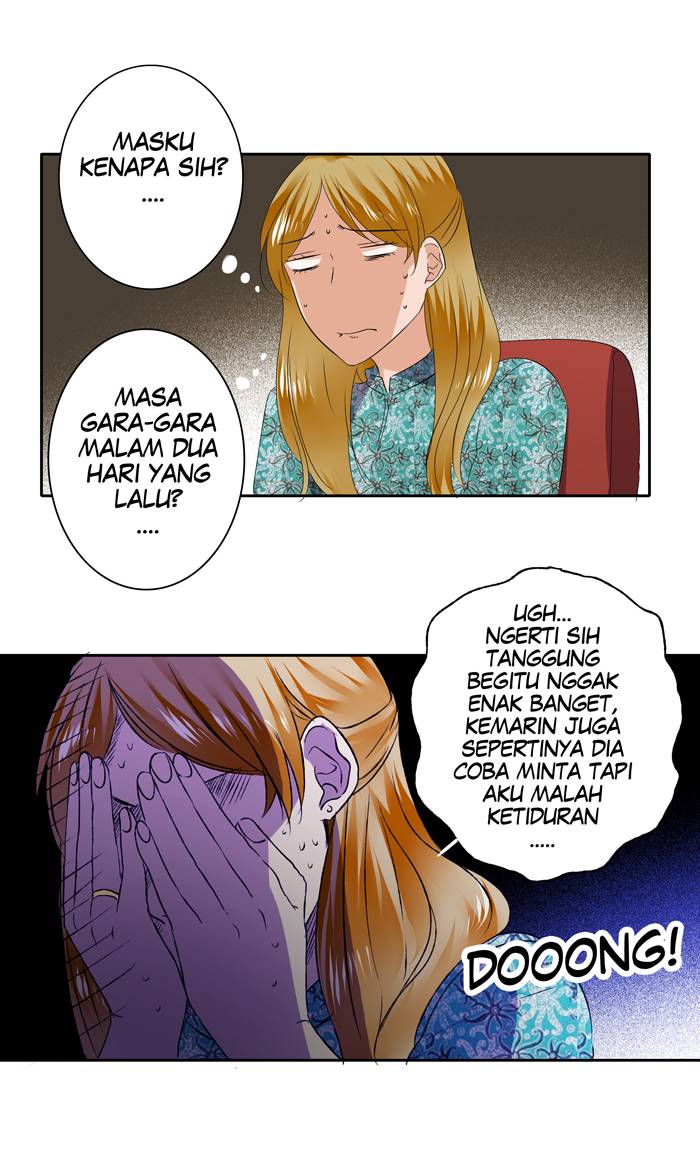 MASKU
KENAPA SIH?
....
MASA
GARA-GARA
MALAM DUA
HARI YANG
LALU?
....
UGH...
NGERTI SIH
TANGGUNG
BEGITU NGGAK
ENAK BANGET,
KEMARIN JUGA
SEPERTINYA DIA
COBA MINTA TAPI
AKU MALAH
KETIDURAN
.....
DOOONG!